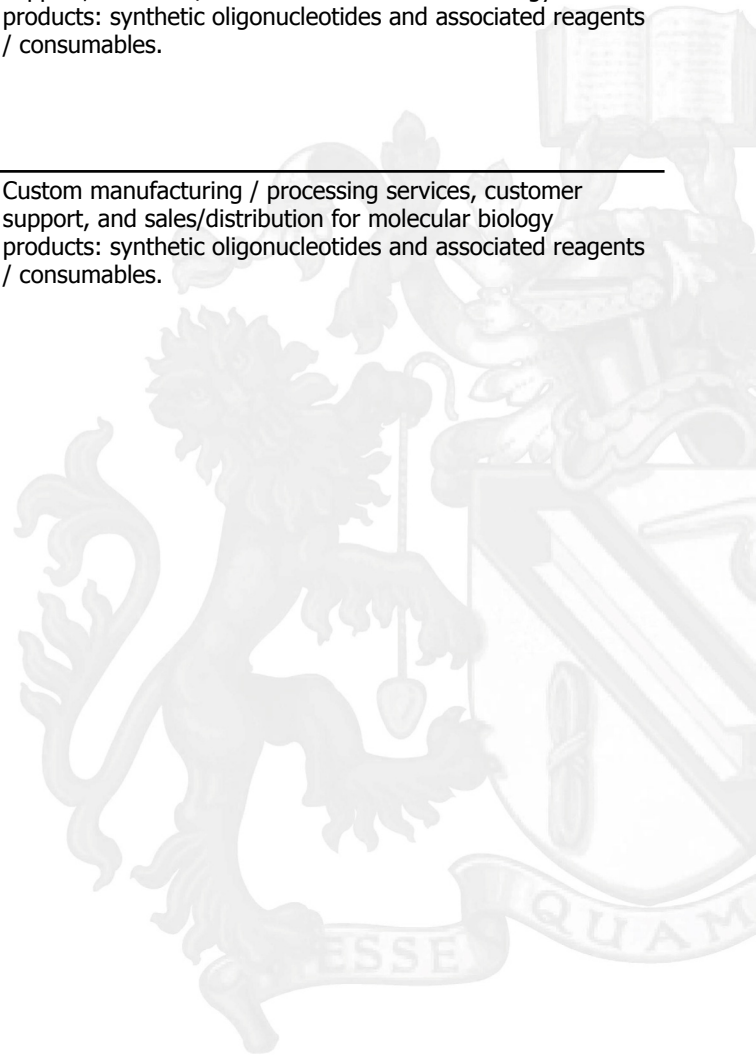 products: synthetic oligonucleotides and associated reagents
/ consumables.
Custom manufacturing / processing services, customer
support, and sales/distribution for molecular biology
products: synthetic oligonucleotides and associated reagents
/ consumables.
ESSE QUAM